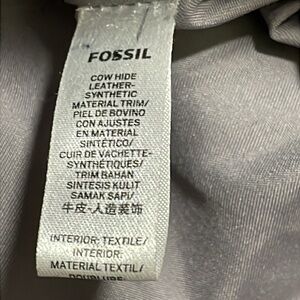 FOSSIL
COW HIDE
LEATHER-
SYNTHETIC
MATERIAL TRIM/
PIEL DE BOVINO
CON AJUSTES
EN MATERIAL
SINTÉTICO/
CUIR DE VACHETTE-
SYNTHÉTIQUES/
TRIM BAHAN
SINTESIS KULIT
SAMAK SAPI/
牛皮-人造装饰
INTERIOR: TEXTILE/
INTERIOR:
MATERIAL TEXTIL/
DOUBLURE